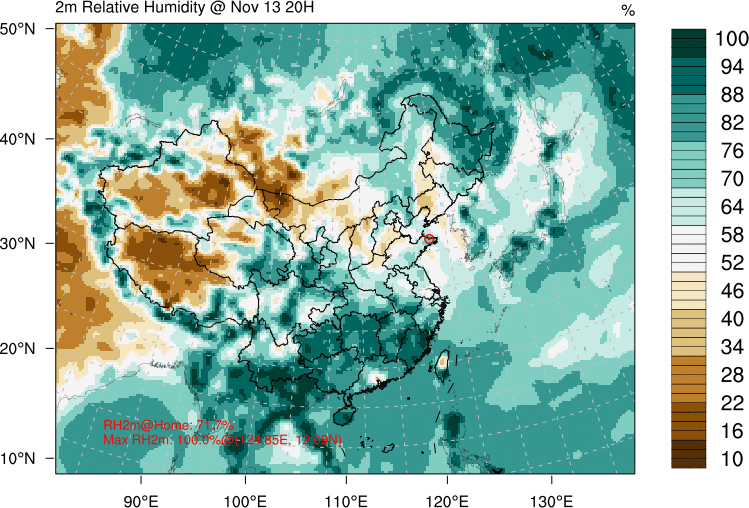 2m Relative Humidity @ Nov 13 20H
%
50°N
40°N
30°N
20°N
10°N
90°E
100°E
110°E
120°E
130°E
100
94
88
82
76
70
64
58
52
46
40
34
28
22
16
10
RH2m@Home: 71.7%
Max RH2m: 100.0%@(124.85E, 12.09N)